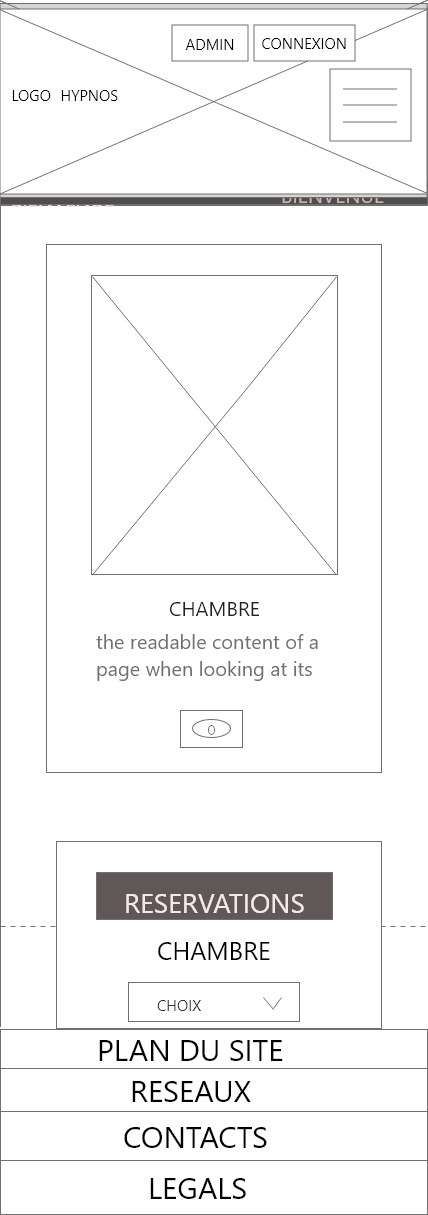 ADMIN
CONNEXION
LOGO HYPNOS
BIENVENUE
CHAMBRE
the readable content of a
page when looking at its
0
RESERVATIONS
CHAMBRE
CHOIX
PLAN DU SITE
RESEAUX
CONTACTS
LEGALS